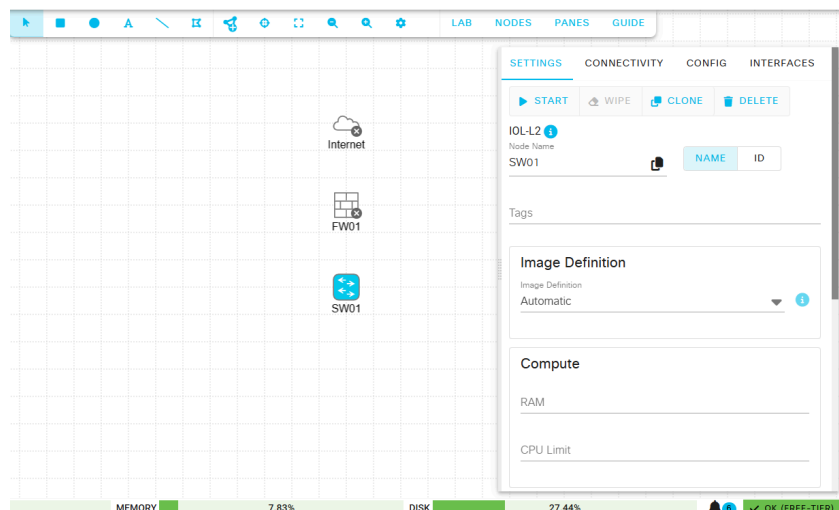 A
LAB NODES PANES GUIDE
SETTINGS CONNECTIVITY CONFIG INTERFACES
START WIPE CLONE DELETE
IOL-L2 i
Node Name
SW01
NAME ID
Tags
Image Definition
Image Definition
Automatic
i
Compute
RAM
CPU Limit
Internet
FW01
SW01
MEMORY 7.83% DISK 27.44% 6 OK (FREE-TIER)